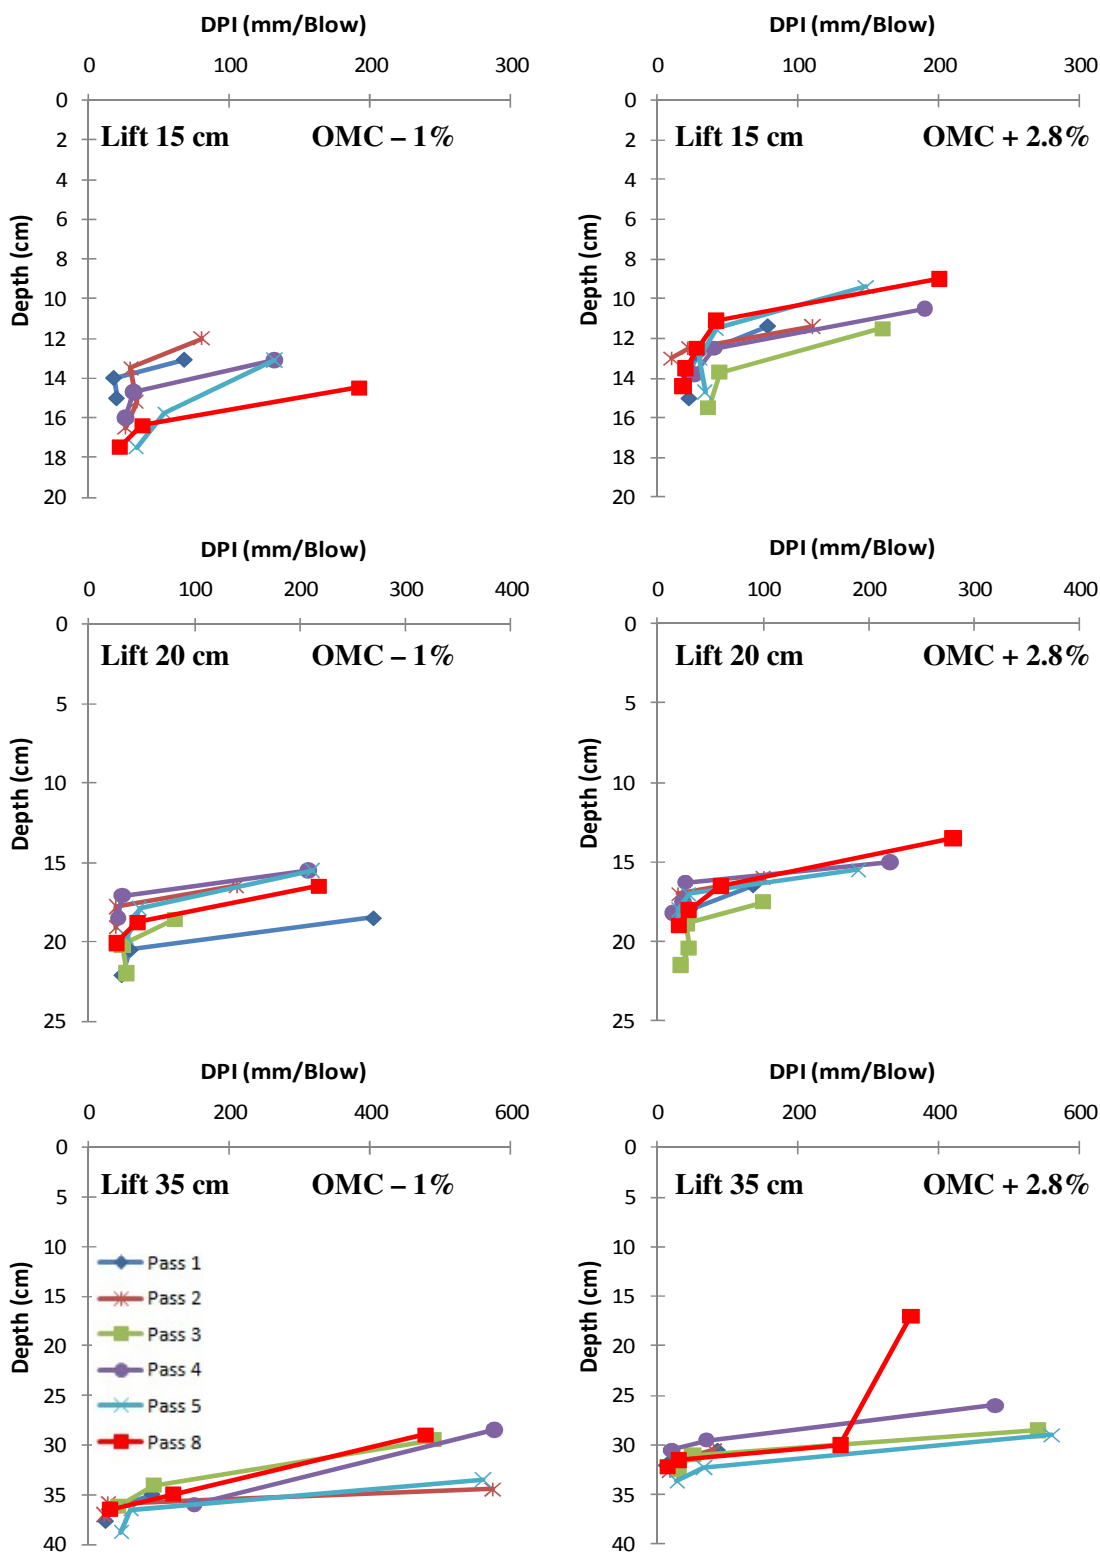 DPI (mm/Blow)
0 100 200 300
0
2
4
6
8
10
12
14
16
18
20
Depth (cm)
Lift 15 cm OMC – 1%
DPI (mm/Blow)
0 100 200 300
0
2
4
6
8
10
12
14
16
18
20
Depth (cm)
Lift 15 cm OMC + 2.8%
DPI (mm/Blow)
0 100 200 300 400
0
5
10
15
20
25
Depth (cm)
Lift 20 cm OMC – 1%
DPI (mm/Blow)
0 100 200 300 400
0
5
10
15
20
25
Depth (cm)
Lift 20 cm OMC + 2.8%
DPI (mm/Blow)
0 200 400 600
0
5
10
15
20
25
30
35
40
Depth (cm)
Lift 35 cm OMC – 1%
Pass 1
Pass 2
Pass 3
Pass 4
Pass 5
Pass 8
DPI (mm/Blow)
0 200 400 600
0
5
10
15
20
25
30
35
40
Depth (cm)
Lift 35 cm OMC + 2.8%